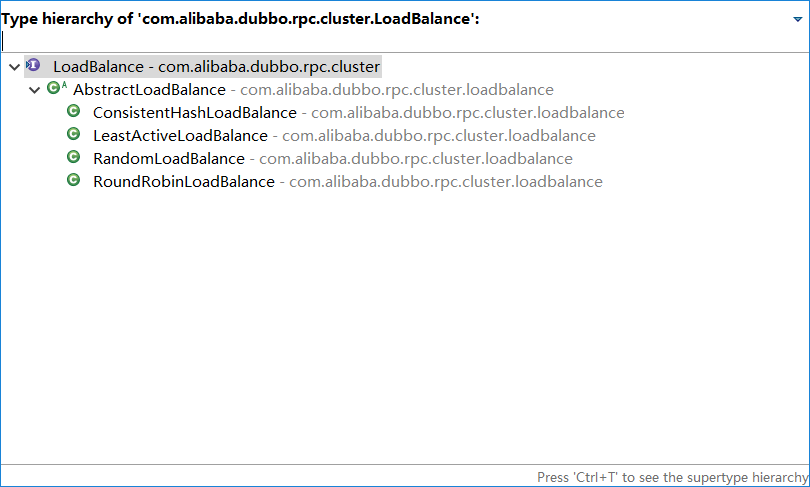 Type hierarchy of 'com.alibaba.dubbo.rpc.cluster.LoadBalance':
LoadBalance - com.alibaba.dubbo.rpc.cluster
AbstractLoadBalance - com.alibaba.dubbo.rpc.cluster.loadbalance
ConsistentHashLoadBalance - com.alibaba.dubbo.rpc.cluster.loadbalance
LeastActiveLoadBalance - com.alibaba.dubbo.rpc.cluster.loadbalance
RandomLoadBalance - com.alibaba.dubbo.rpc.cluster.loadbalance
RoundRobinLoadBalance - com.alibaba.dubbo.rpc.cluster.loadbalance
Press 'Ctrl+T' to see the supertype hierarchy